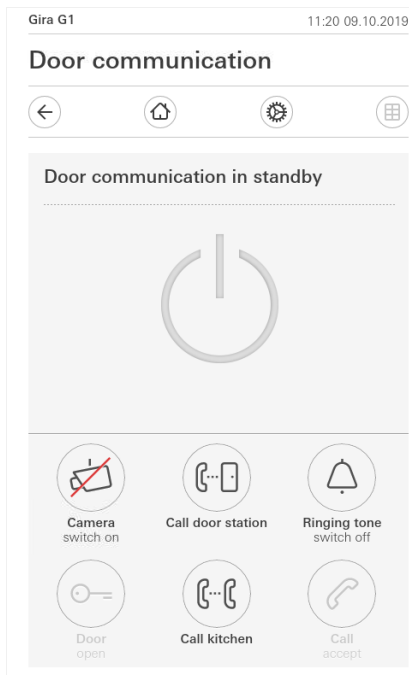 Gira G1 11:20 09.10.2019
Door communication
Door communication in standby
Camera Call door station Ringing tone
switch on switch off
Door Call kitchen Call
open accept